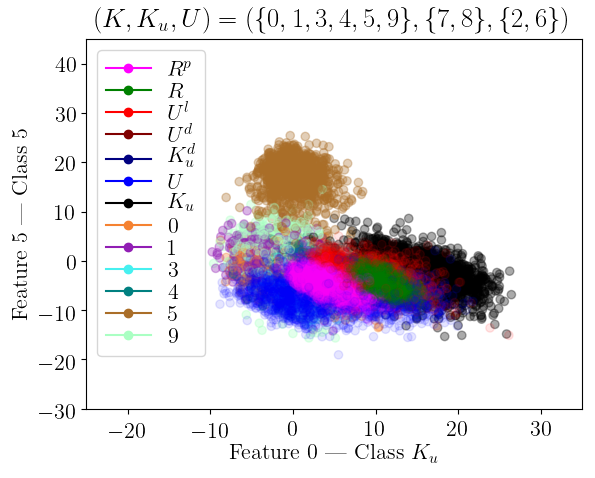 (K, K_u, U) = ({0, 1, 3, 4, 5, 9}, {7, 8}, {2, 6})
40
30
20
10
0
−10
−20
−30
Feature 5 — Class 5
R^p
R
U^l
U^d
K_u^d
U
K_u
0
1
3
4
5
9
−20
−10
0
10
20
30
Feature 0 — Class K_u